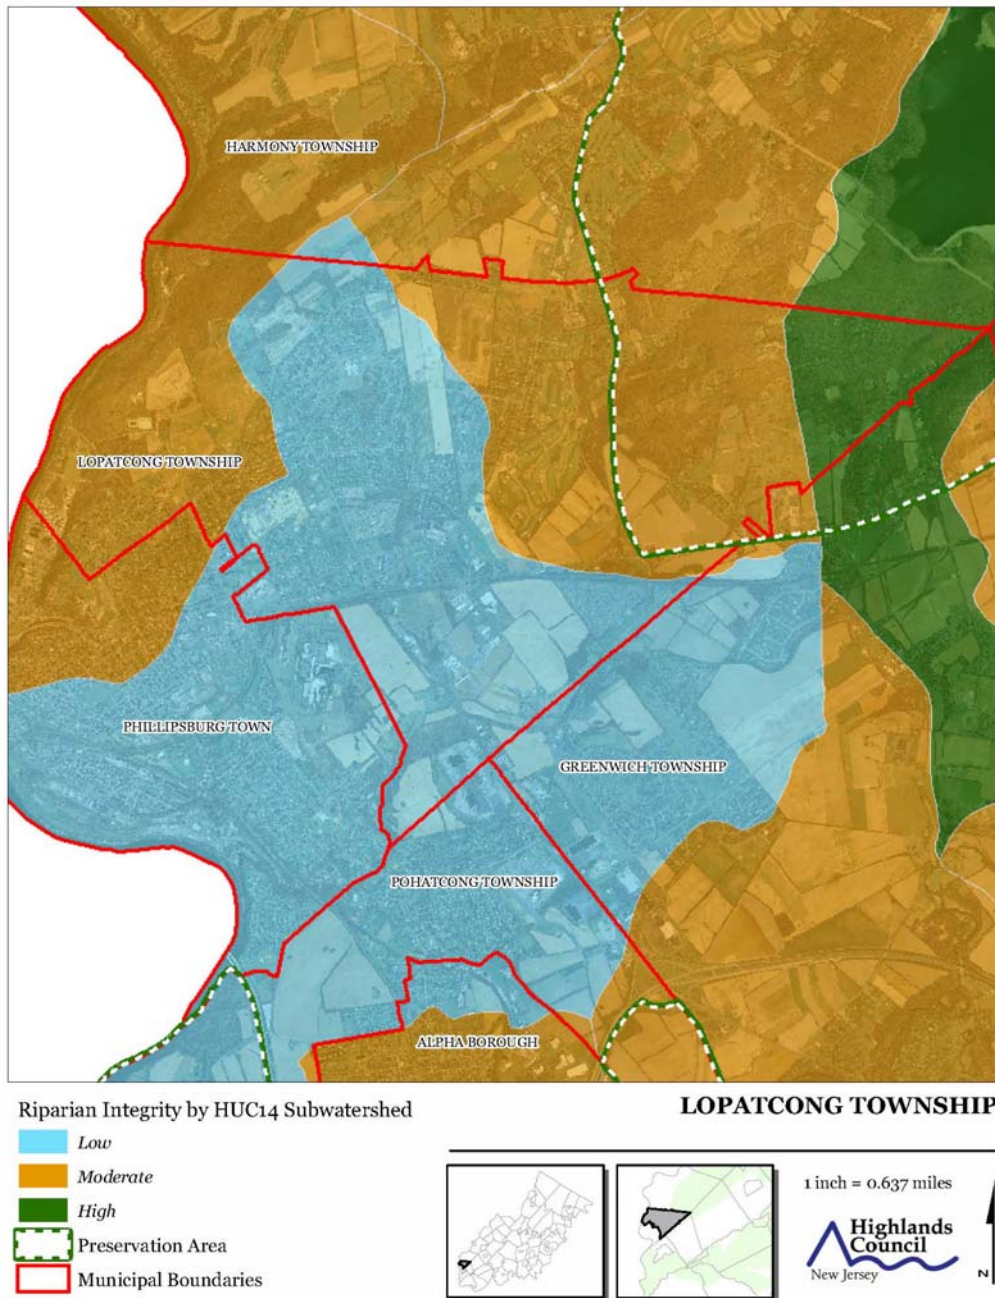 HARMONY TOWNSHIP
LOPATCONG TOWNSHIP
PHILLIPSBURG TOWN
GREENWICH TOWNSHIP
POHATCONG TOWNSHIP
ALPHA BOROUGH
Riparian Integrity by HUC14 Subwatershed
Low
Moderate
High
Preservation Area
Municipal Boundaries
LOPATCONG TOWNSHIP
1 inch = 0.637 miles
Highlands
Council
New Jersey
N